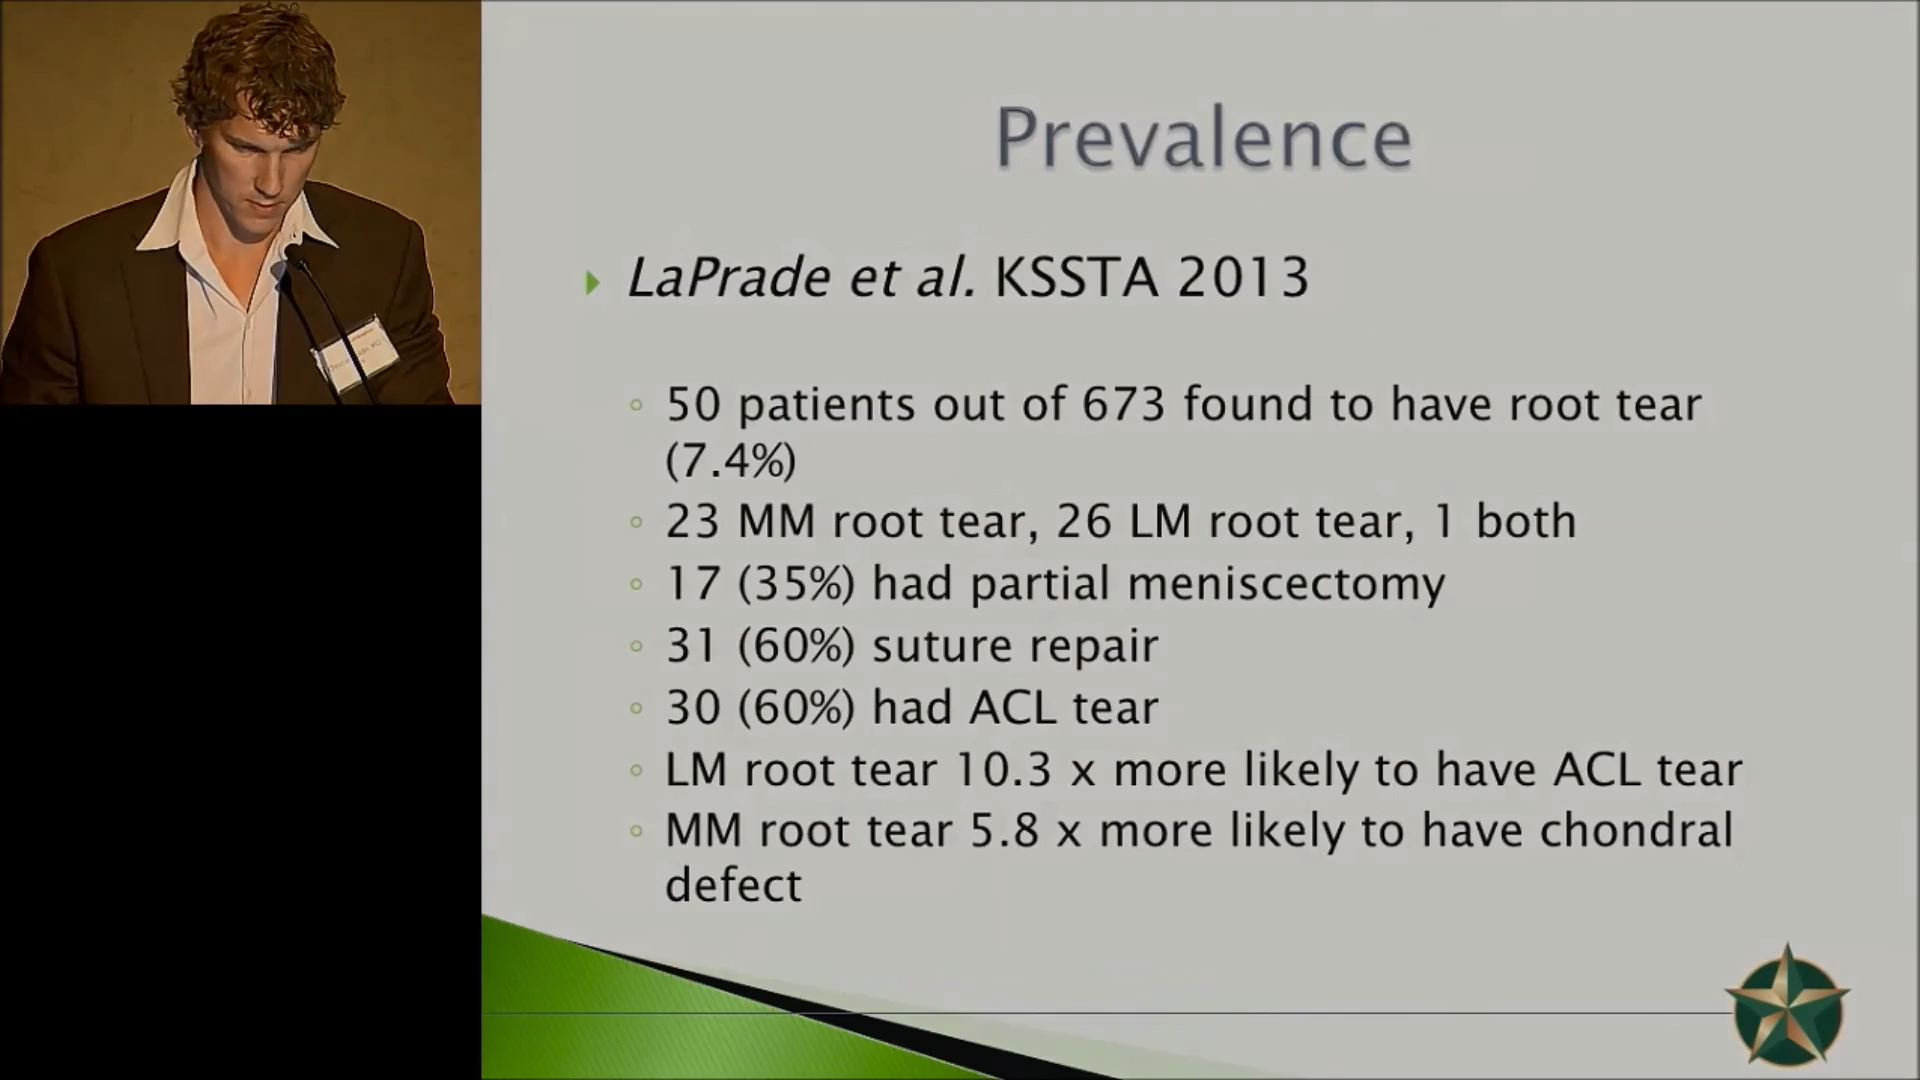 Prevalence
LaPrade et al. KSSTA 2013
50 patients out of 673 found to have root tear
(7.4%)
23 MM root tear, 26 LM root tear, 1 both
17 (35%) had partial meniscectomy
31 (60%) suture repair
30 (60%) had ACL tear
LM root tear 10.3 x more likely to have ACL tear
MM root tear 5.8 x more likely to have chondral
defect